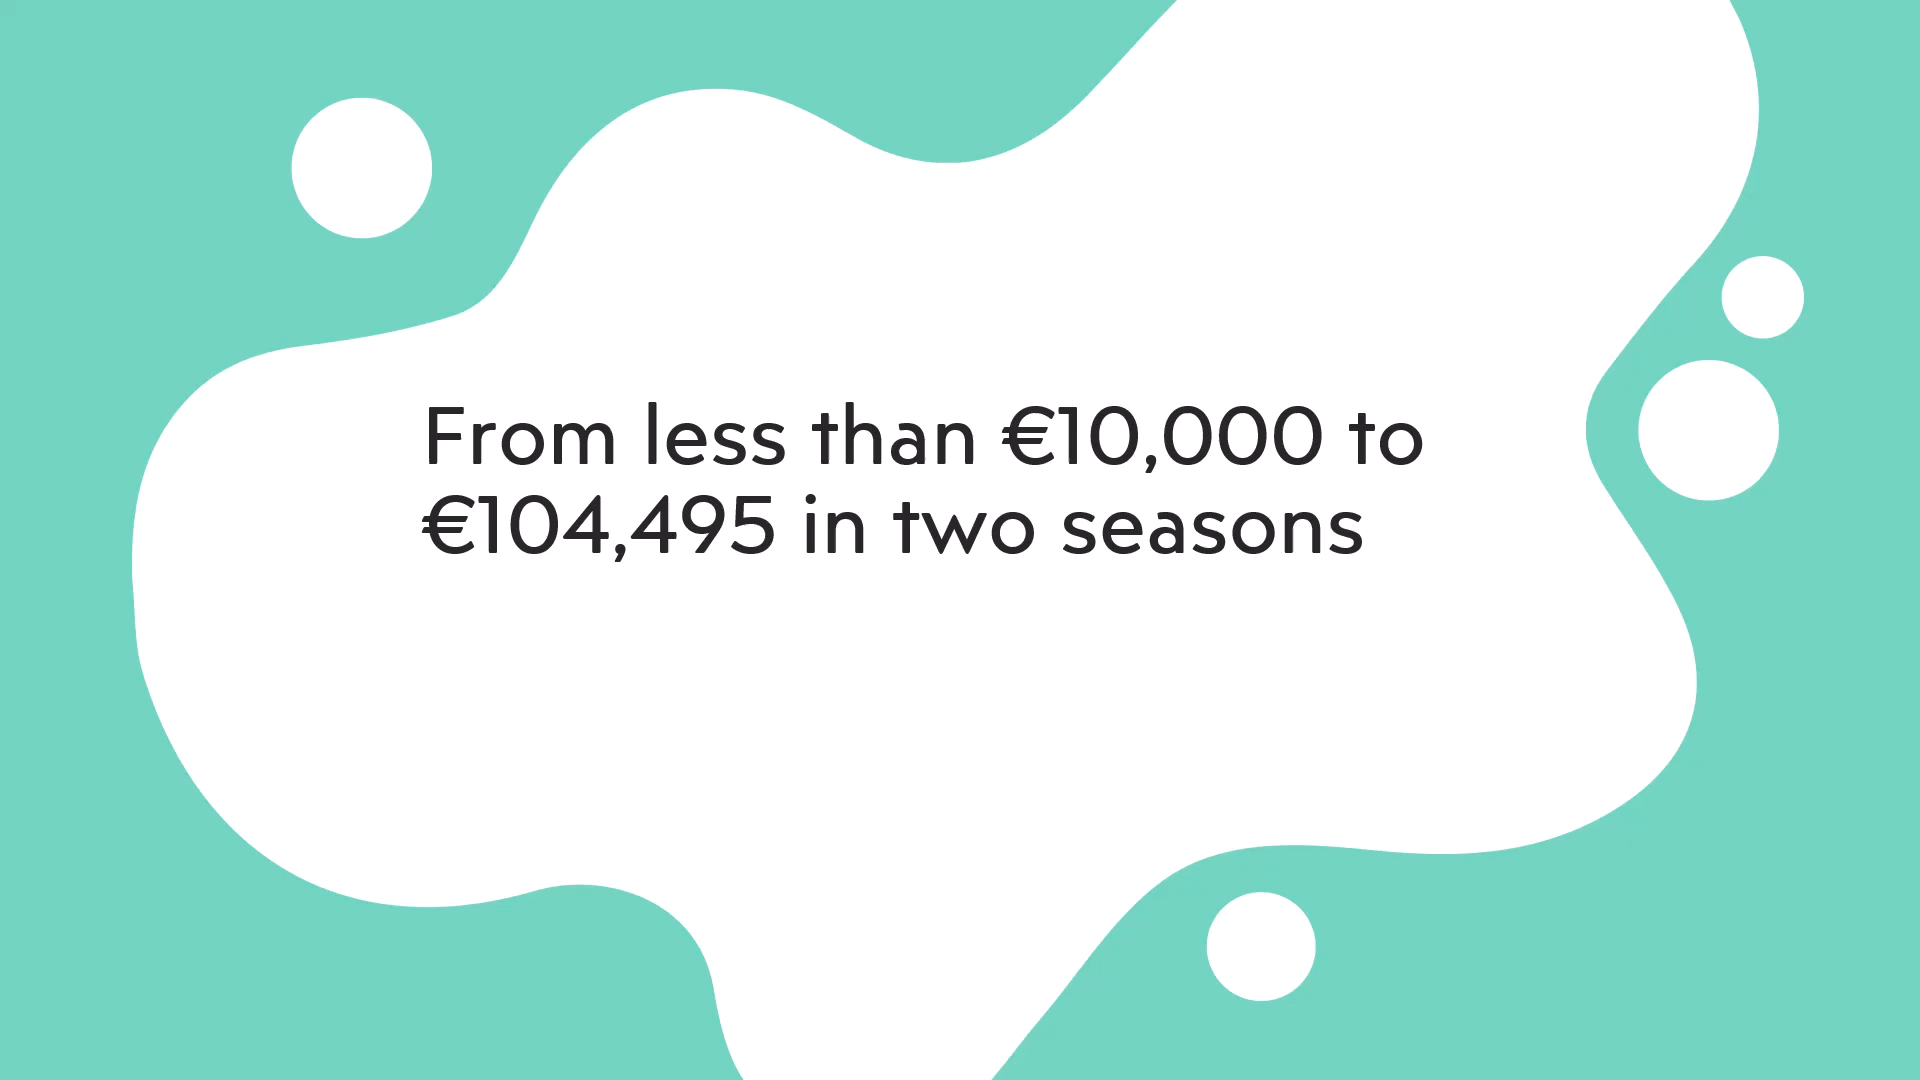 From less than €10,000 to
€104,495 in two seasons